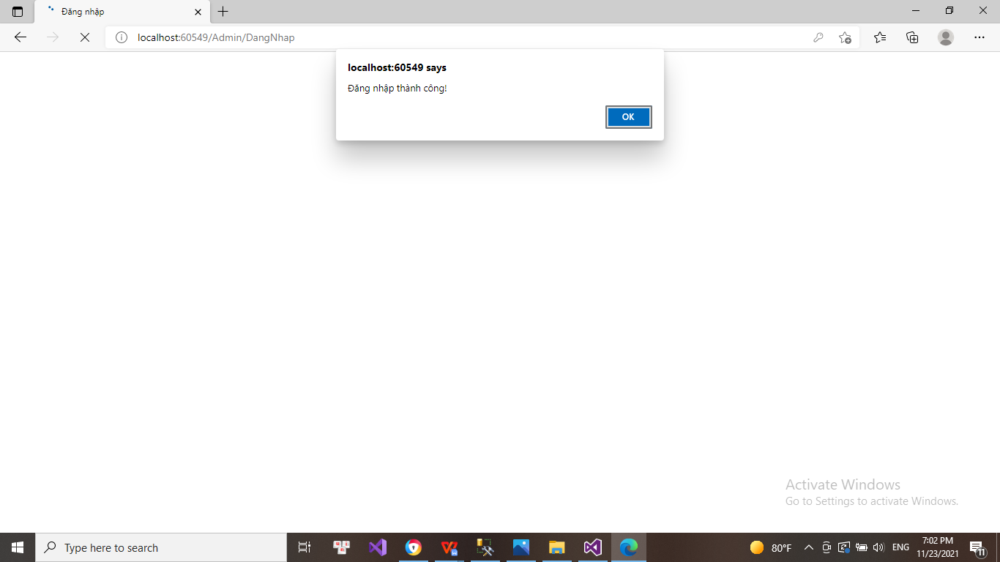 Đăng nhập
localhost:60549/Admin/DangNhap
localhost:60549 says
Đăng nhập thành công!
OK
Activate Windows
Go to Settings to activate Windows.
Type here to search
80°F
ENG
7:02 PM
11/23/2021
11